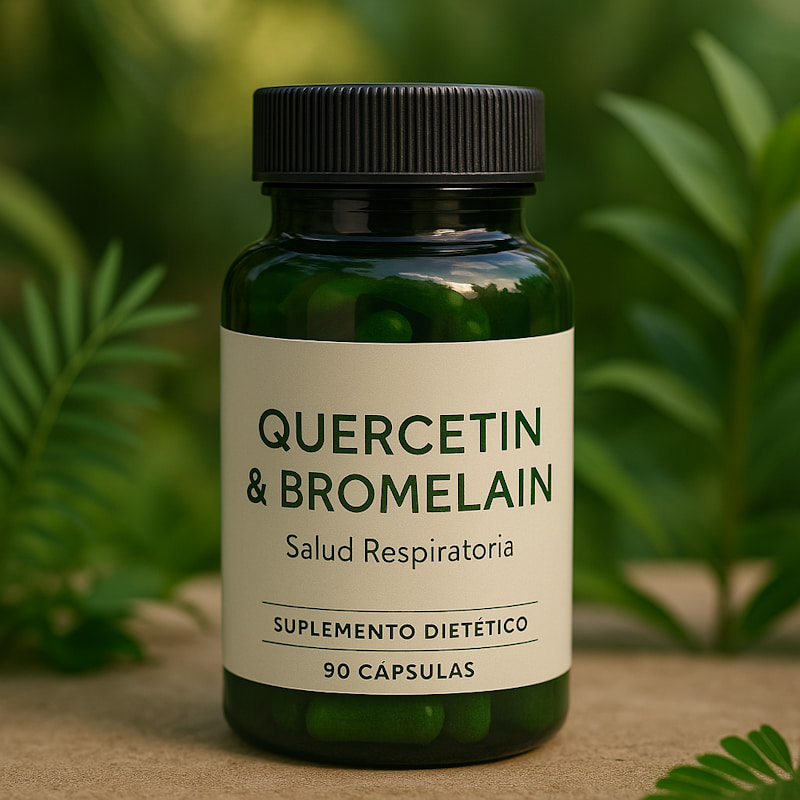 QUERCETIN
& BROMELAIN
Salud Respiratoria
SUPLEMENTO DIETÉTICO
90 CÁPSULAS